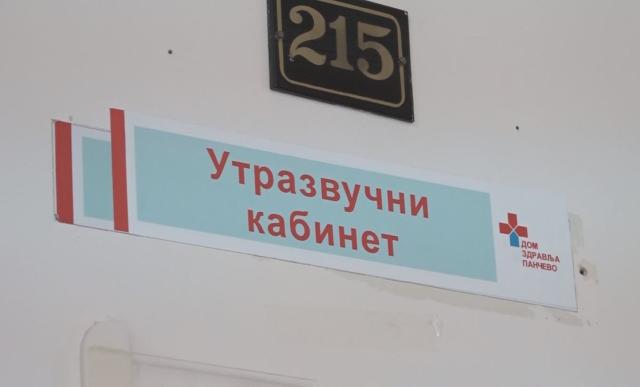 215
Утразвучни
кабинет
ДОМ
ЗДРАВЉА
ПАНЧЕВО